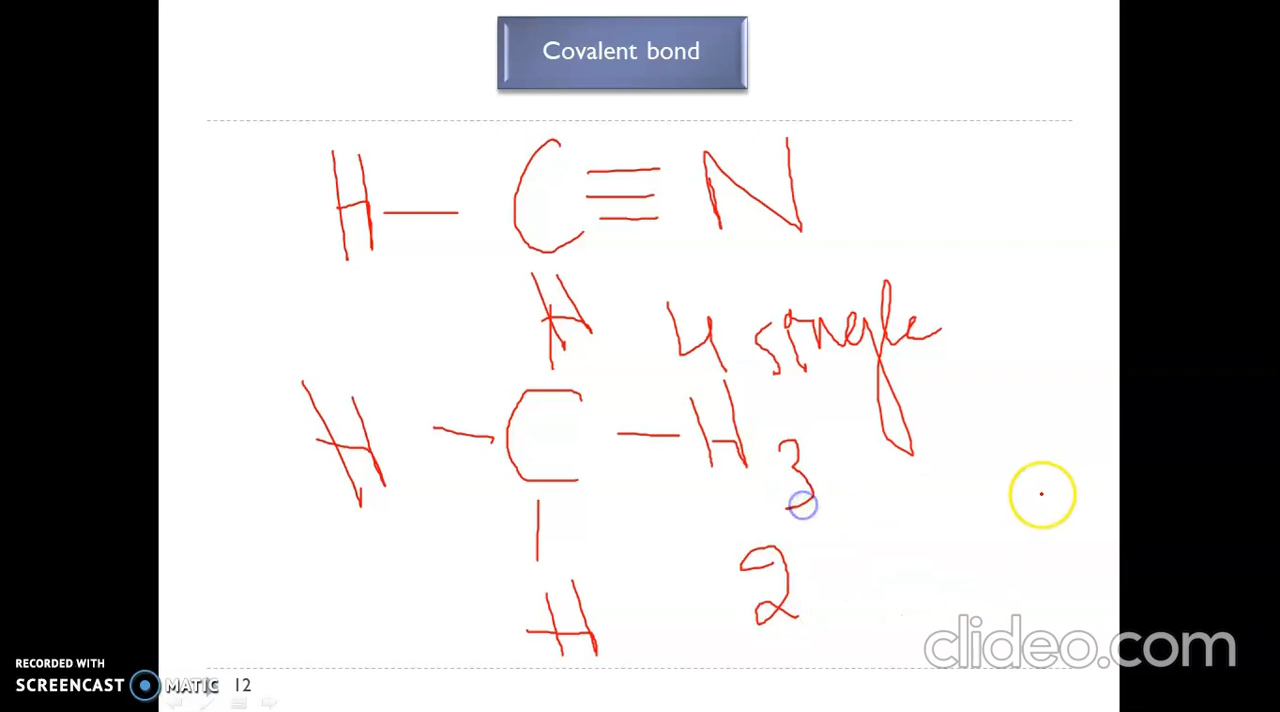 Covalent bond
H — C ≡ N
H
4 single
H — C — H
3
|
2
H
clideo.com
RECORDED WITH
SCREENCAST MATIC 12